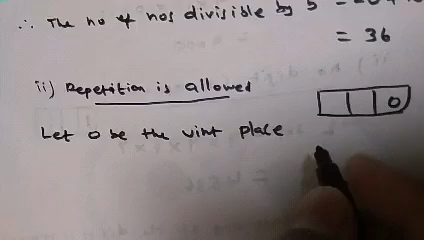 ∴ The no of nos divisible by 5 =
= 36
ii) Repetition is allowed
0
Let 0 be the unit place